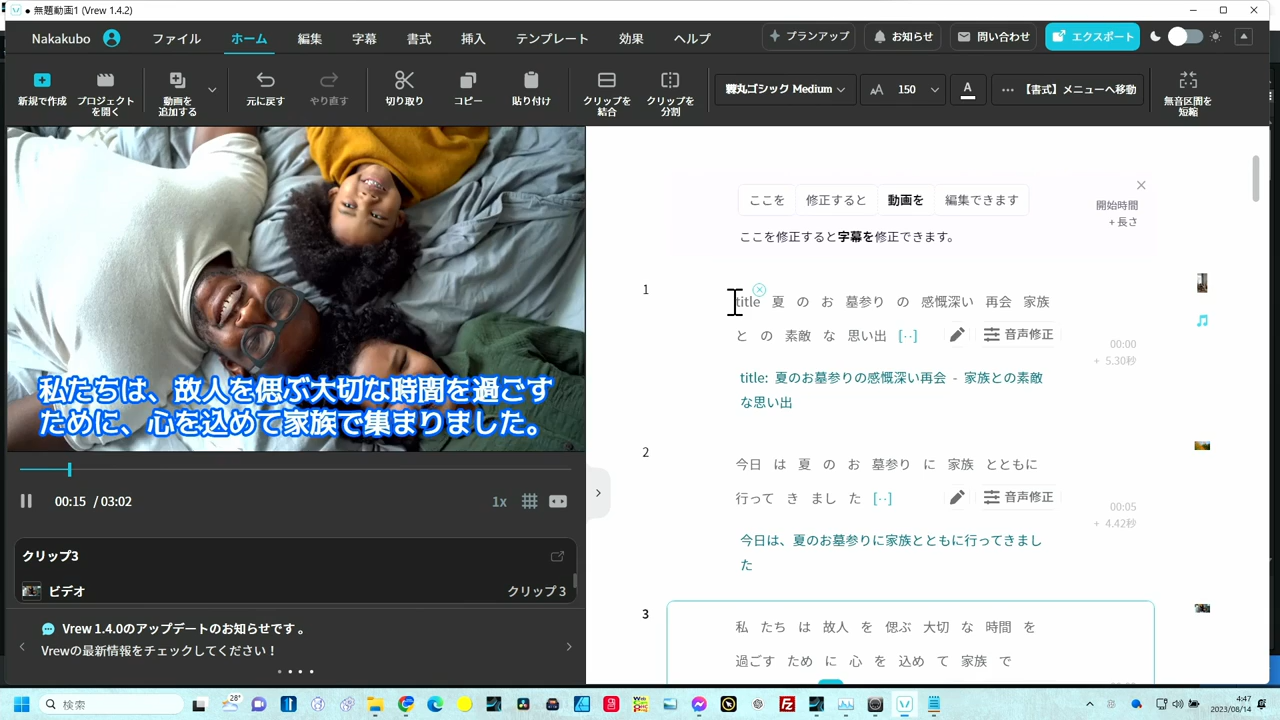 ● 無題動画1 (Vrew 1.4.2)
Nakakubo ファイル ホーム 編集 字幕 書式 挿入 テンプレート 効果 ヘルプ プランアップ お知らせ 問い合わせ エクスポート
新規で作成 プロジェクトを開く 動画を追加する 元に戻す やり直す 切り取り コピー 貼り付け クリップを結合 クリップを分割 Medium 150 A 【書式】メニューへ移動 無音区間を短縮
私たちは、故人を偲ぶ大切な時間を過ごす
ために、心を込めて家族で集まりました。
00:15 / 03:02 1x
クリップ3
ビデオ クリップ 3
Vrew 1.4.0のアップデートのお知らせです 。
Vrewの最新情報をチェックしてください！
ここを 修正すると 動画を 編集できます
開始時間
+ 長さ
ここを修正すると字幕を修正できます。
1
title 夏 の お 墓参り の 感慨深い 再会 家族
と の 素敵 な 思い出 [··] 音声修正
00:00
+ 5.30秒
title: 夏のお墓参りの感慨深い再会 - 家族との素敵
な思い出
2
今日 は 夏 の お 墓参り に 家族 とともに
行って き まし た [··] 音声修正
00:05
+ 4.42秒
今日は、夏のお墓参りに家族とともに行ってきまし
た
3
私 たち は 故人 を 偲ぶ 大切 な 時間 を
過ごす ため に 心 を 込め て 家族 で
検索 28° 4:47
2023/08/14